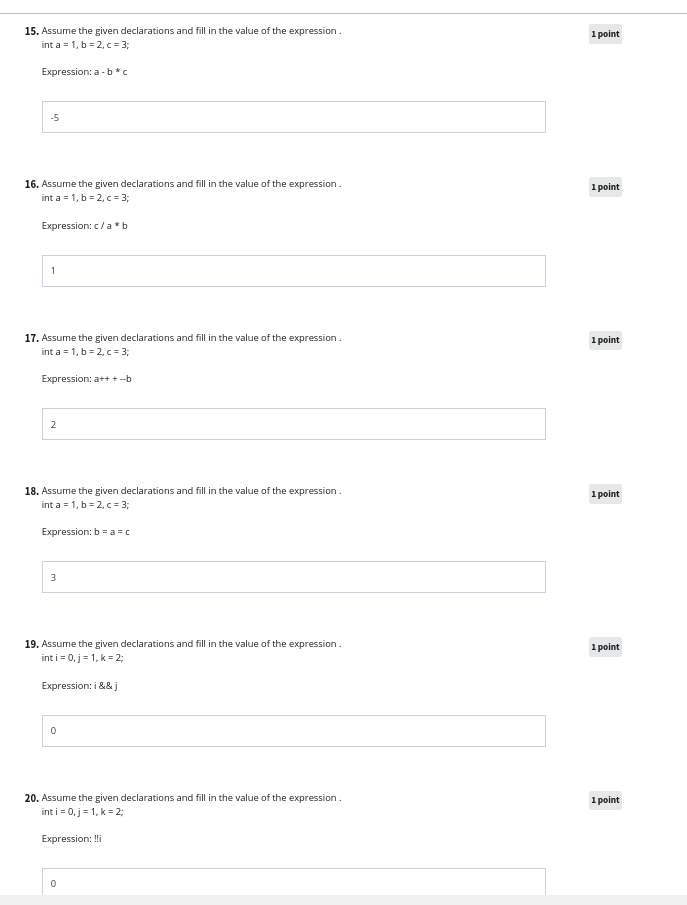 15. Assume the given declarations and fill in the value of the expression .
1 point
int a = 1, b = 2, c = 3;
Expression: a - b * c
-5
16. Assume the given declarations and fill in the value of the expression .
1 point
int a = 1, b = 2, c = 3;
Expression: c / a * b
1
17. Assume the given declarations and fill in the value of the expression .
1 point
int a = 1, b = 2, c = 3;
Expression: a++ + --b
2
18. Assume the given declarations and fill in the value of the expression .
1 point
int a = 1, b = 2, c = 3;
Expression: b = a = c
3
19. Assume the given declarations and fill in the value of the expression .
1 point
int i = 0, j = 1, k = 2;
Expression: i && j
0
20. Assume the given declarations and fill in the value of the expression .
1 point
int i = 0, j = 1, k = 2;
Expression: !!i
0